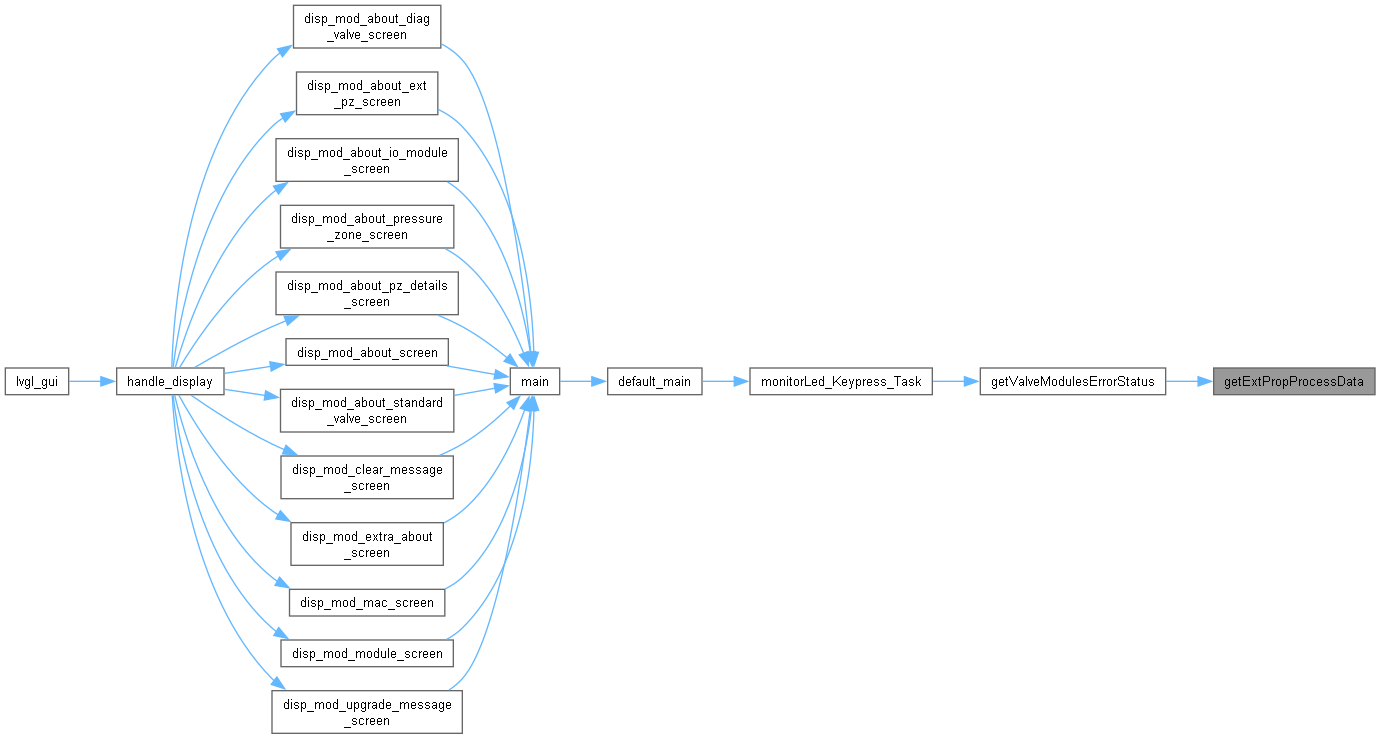 disp_mod_about_diag
_valve_screen
disp_mod_about_ext
_pz_screen
disp_mod_about_io_module
_screen
disp_mod_about_pressure
_zone_screen
disp_mod_about_pz_details
_screen
disp_mod_about_screen
lvgl_gui
handle_display
main
default_main
monitorLed_Keypress_Task
getValveModulesErrorStatus
getExtPropProcessData
disp_mod_about_standard
_valve_screen
disp_mod_clear_message
_screen
disp_mod_extra_about
_screen
disp_mod_mac_screen
disp_mod_module_screen
disp_mod_upgrade_message
_screen